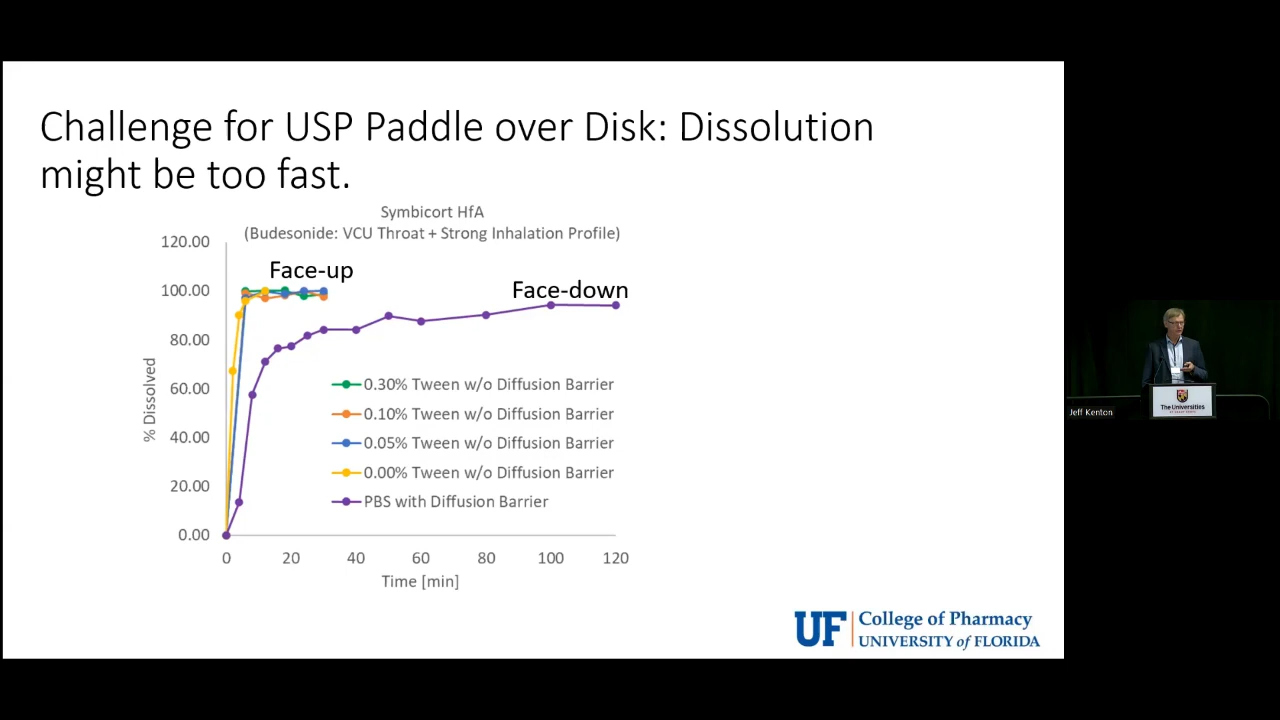 Challenge for USP Paddle over Disk: Dissolution
might be too fast.
Symbicort HfA
(Budesonide: VCU Throat + Strong Inhalation Profile)
120.00
100.00
80.00
60.00
40.00
20.00
0.00
% Dissolved
Face-up
Face-down
0.30% Tween w/o Diffusion Barrier
0.10% Tween w/o Diffusion Barrier
0.05% Tween w/o Diffusion Barrier
0.00% Tween w/o Diffusion Barrier
PBS with Diffusion Barrier
0 20 40 60 80 100 120
Time [min]
UF College of Pharmacy
UNIVERSITY of FLORIDA
Jeff Kenton
The Universities